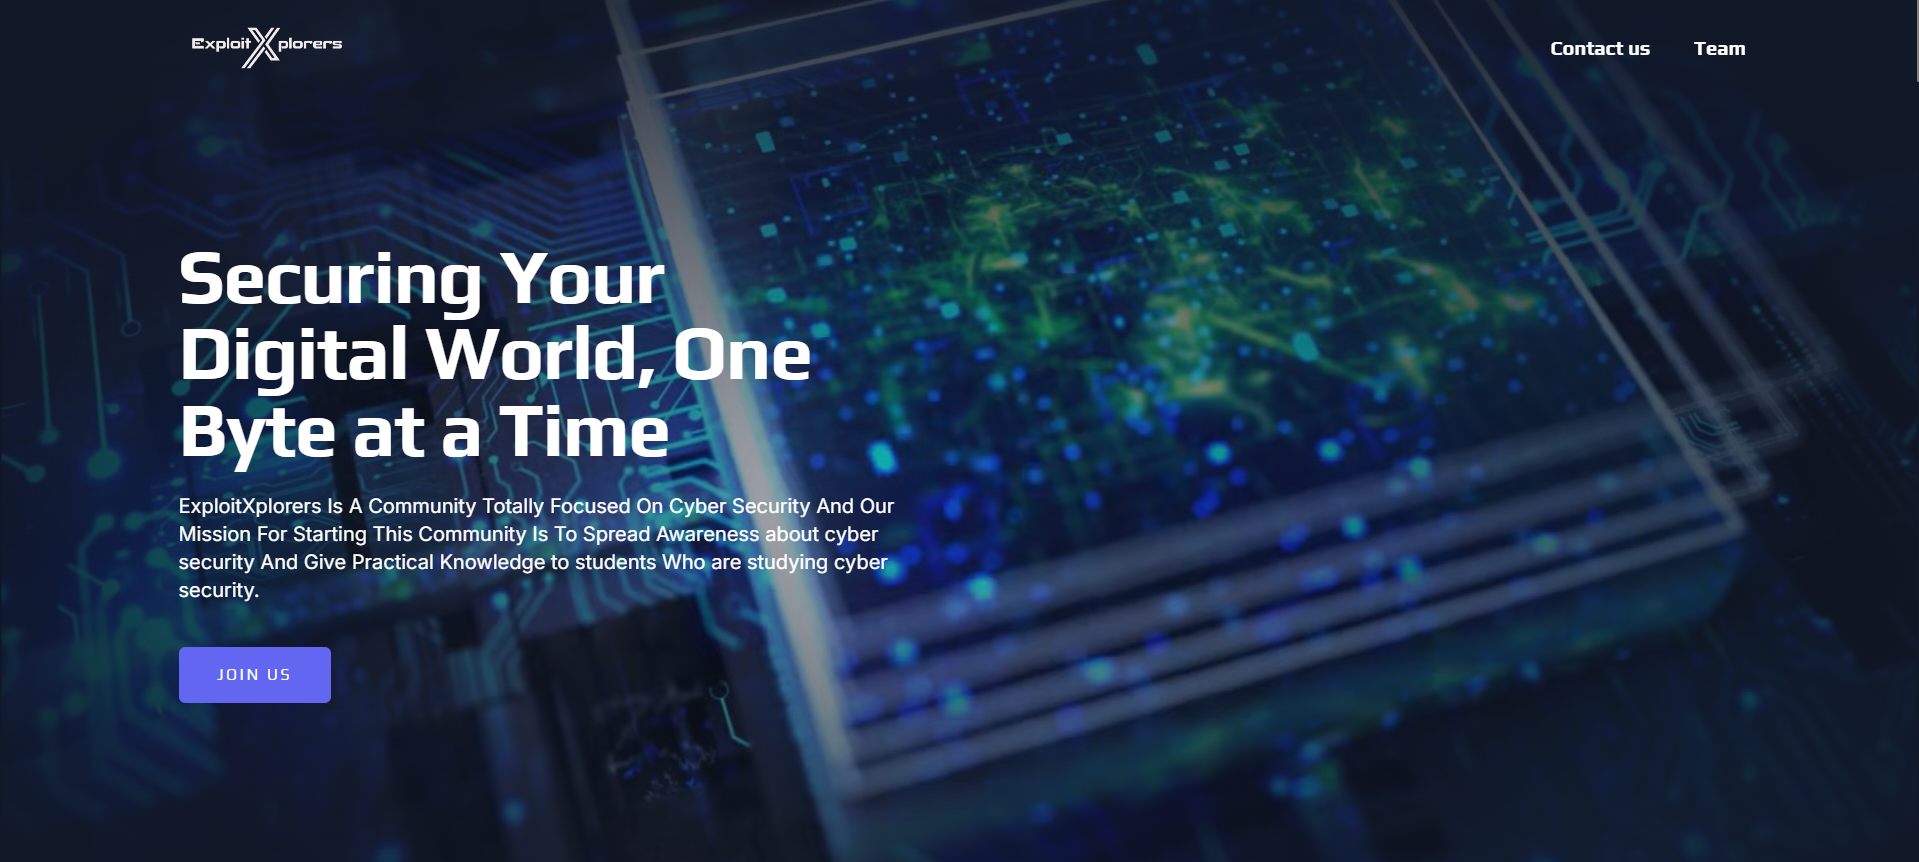 ExploitXplorers
Contact us
Team
Securing Your
Digital World, One
Byte at a Time
ExploitXplorers Is A Community Totally Focused On Cyber Security And Our
Mission For Starting This Community Is To Spread Awareness about cyber
security And Give Practical Knowledge to students Who are studying cyber
security.
JOIN US